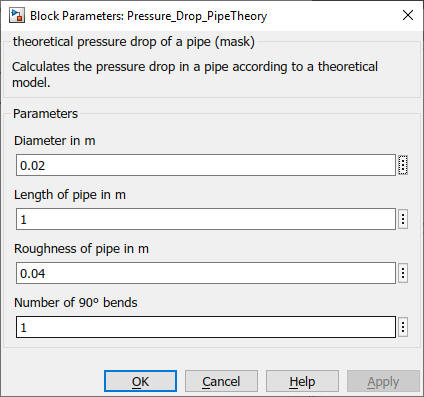 Block Parameters: Pressure_Drop_PipeTheory
theoretical pressure drop of a pipe (mask)
Calculates the pressure drop in a pipe according to a theoretical
model.
Parameters
Diameter in m
0.02
Length of pipe in m
1
Roughness of pipe in m
0.04
Number of 90° bends
1
OK Cancel Help Apply